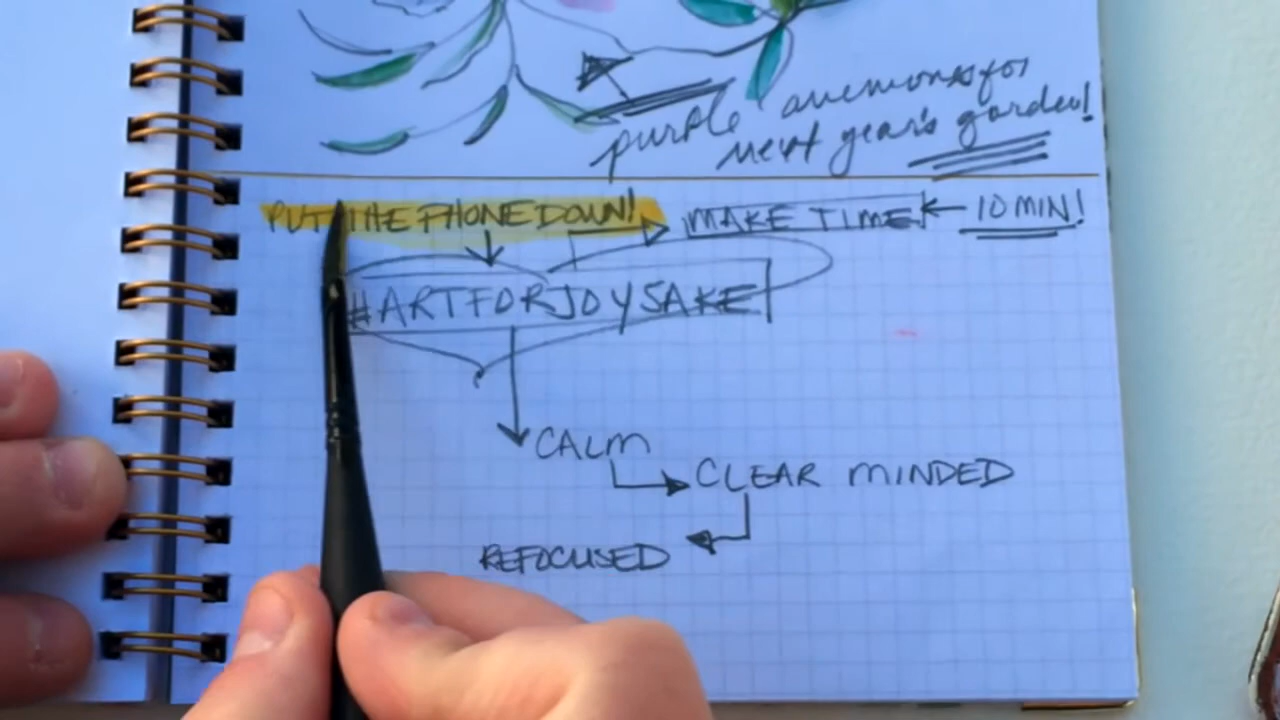 purple anemones for
next year's garden!
PUT THE PHONE DOWN! MAKE TIME 10 MIN!
#ARTFORJOYSAKE
CALM
CLEAR MINDED
REFOCUSED